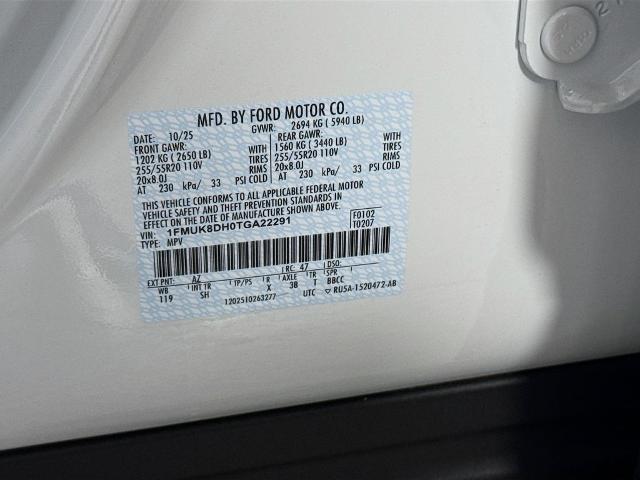 MFD. BY FORD MOTOR CO.
DATE: 10/25 GVWR: 2694 KG ( 5940 LB)
FRONT GAWR: REAR GAWR:
1202 KG ( 2650 LB) WITH 1560 KG ( 3440 LB) WITH
255/55R20 110V TIRES 255/55R20 110V TIRES
20x8.0J RIMS 20x8.0J RIMS
AT 230 kPa/ 33 PSI COLD AT 230 kPa/ 33 PSI COLD
THIS VEHICLE CONFORMS TO ALL APPLICABLE FEDERAL MOTOR
VEHICLE SAFETY AND THEFT PREVENTION STANDARDS IN
EFFECT ON THE DATE OF MANUFACTURE SHOWN ABOVE.
VIN: 1FMUK8DH0TGA22291 F0102
TYPE: MPV T0207
EXT PNT: AZ RC: 47 DSO:
WB INT TR TP/PS R AXLE TR SPR
119 SH X 3B T BBCC
1202510263277 UTC ▽ RU5A-1520472-AB